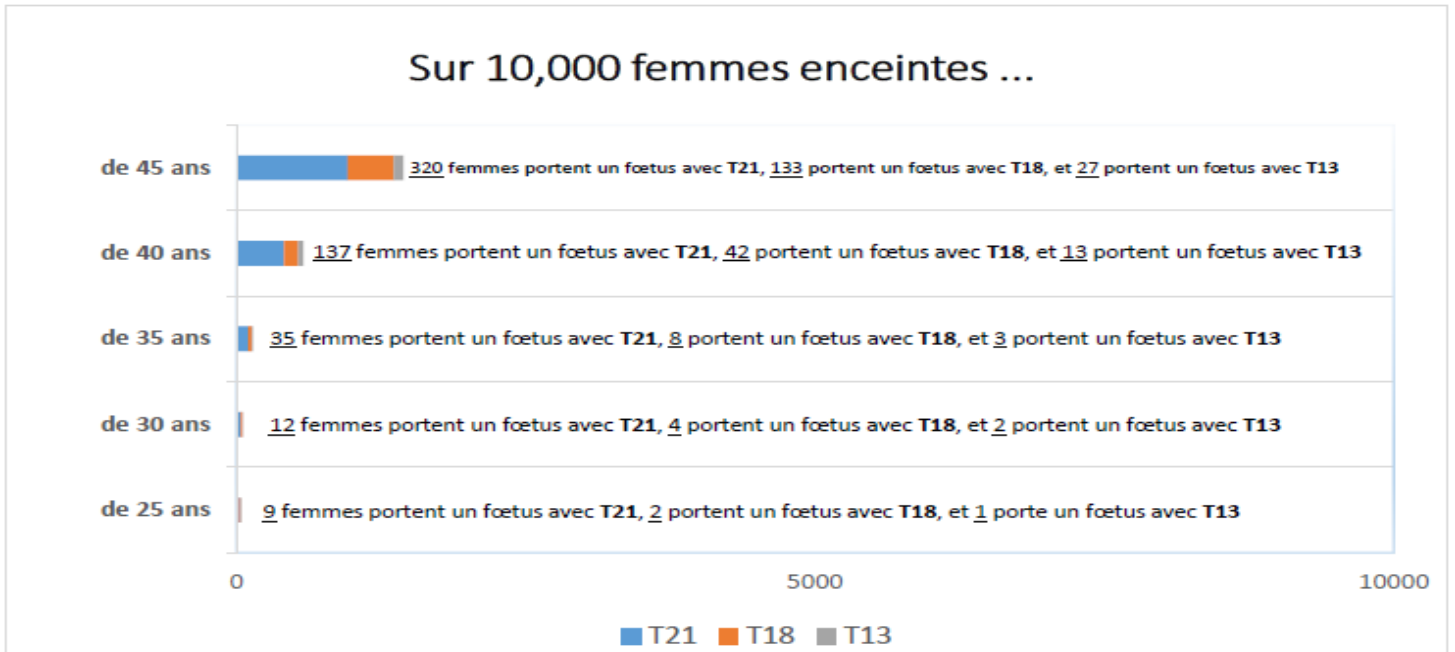 Sur 10,000 femmes enceintes ...
de 45 ans
320 femmes portent un fœtus avec T21, 133 portent un fœtus avec T18, et 27 portent un fœtus avec T13
de 40 ans
137 femmes portent un fœtus avec T21, 42 portent un fœtus avec T18, et 13 portent un fœtus avec T13
de 35 ans
35 femmes portent un fœtus avec T21, 8 portent un fœtus avec T18, et 3 portent un fœtus avec T13
de 30 ans
12 femmes portent un fœtus avec T21, 4 portent un fœtus avec T18, et 2 portent un fœtus avec T13
de 25 ans
9 femmes portent un fœtus avec T21, 2 portent un fœtus avec T18, et 1 porte un fœtus avec T13
0 5000 10000
T21 T18 T13